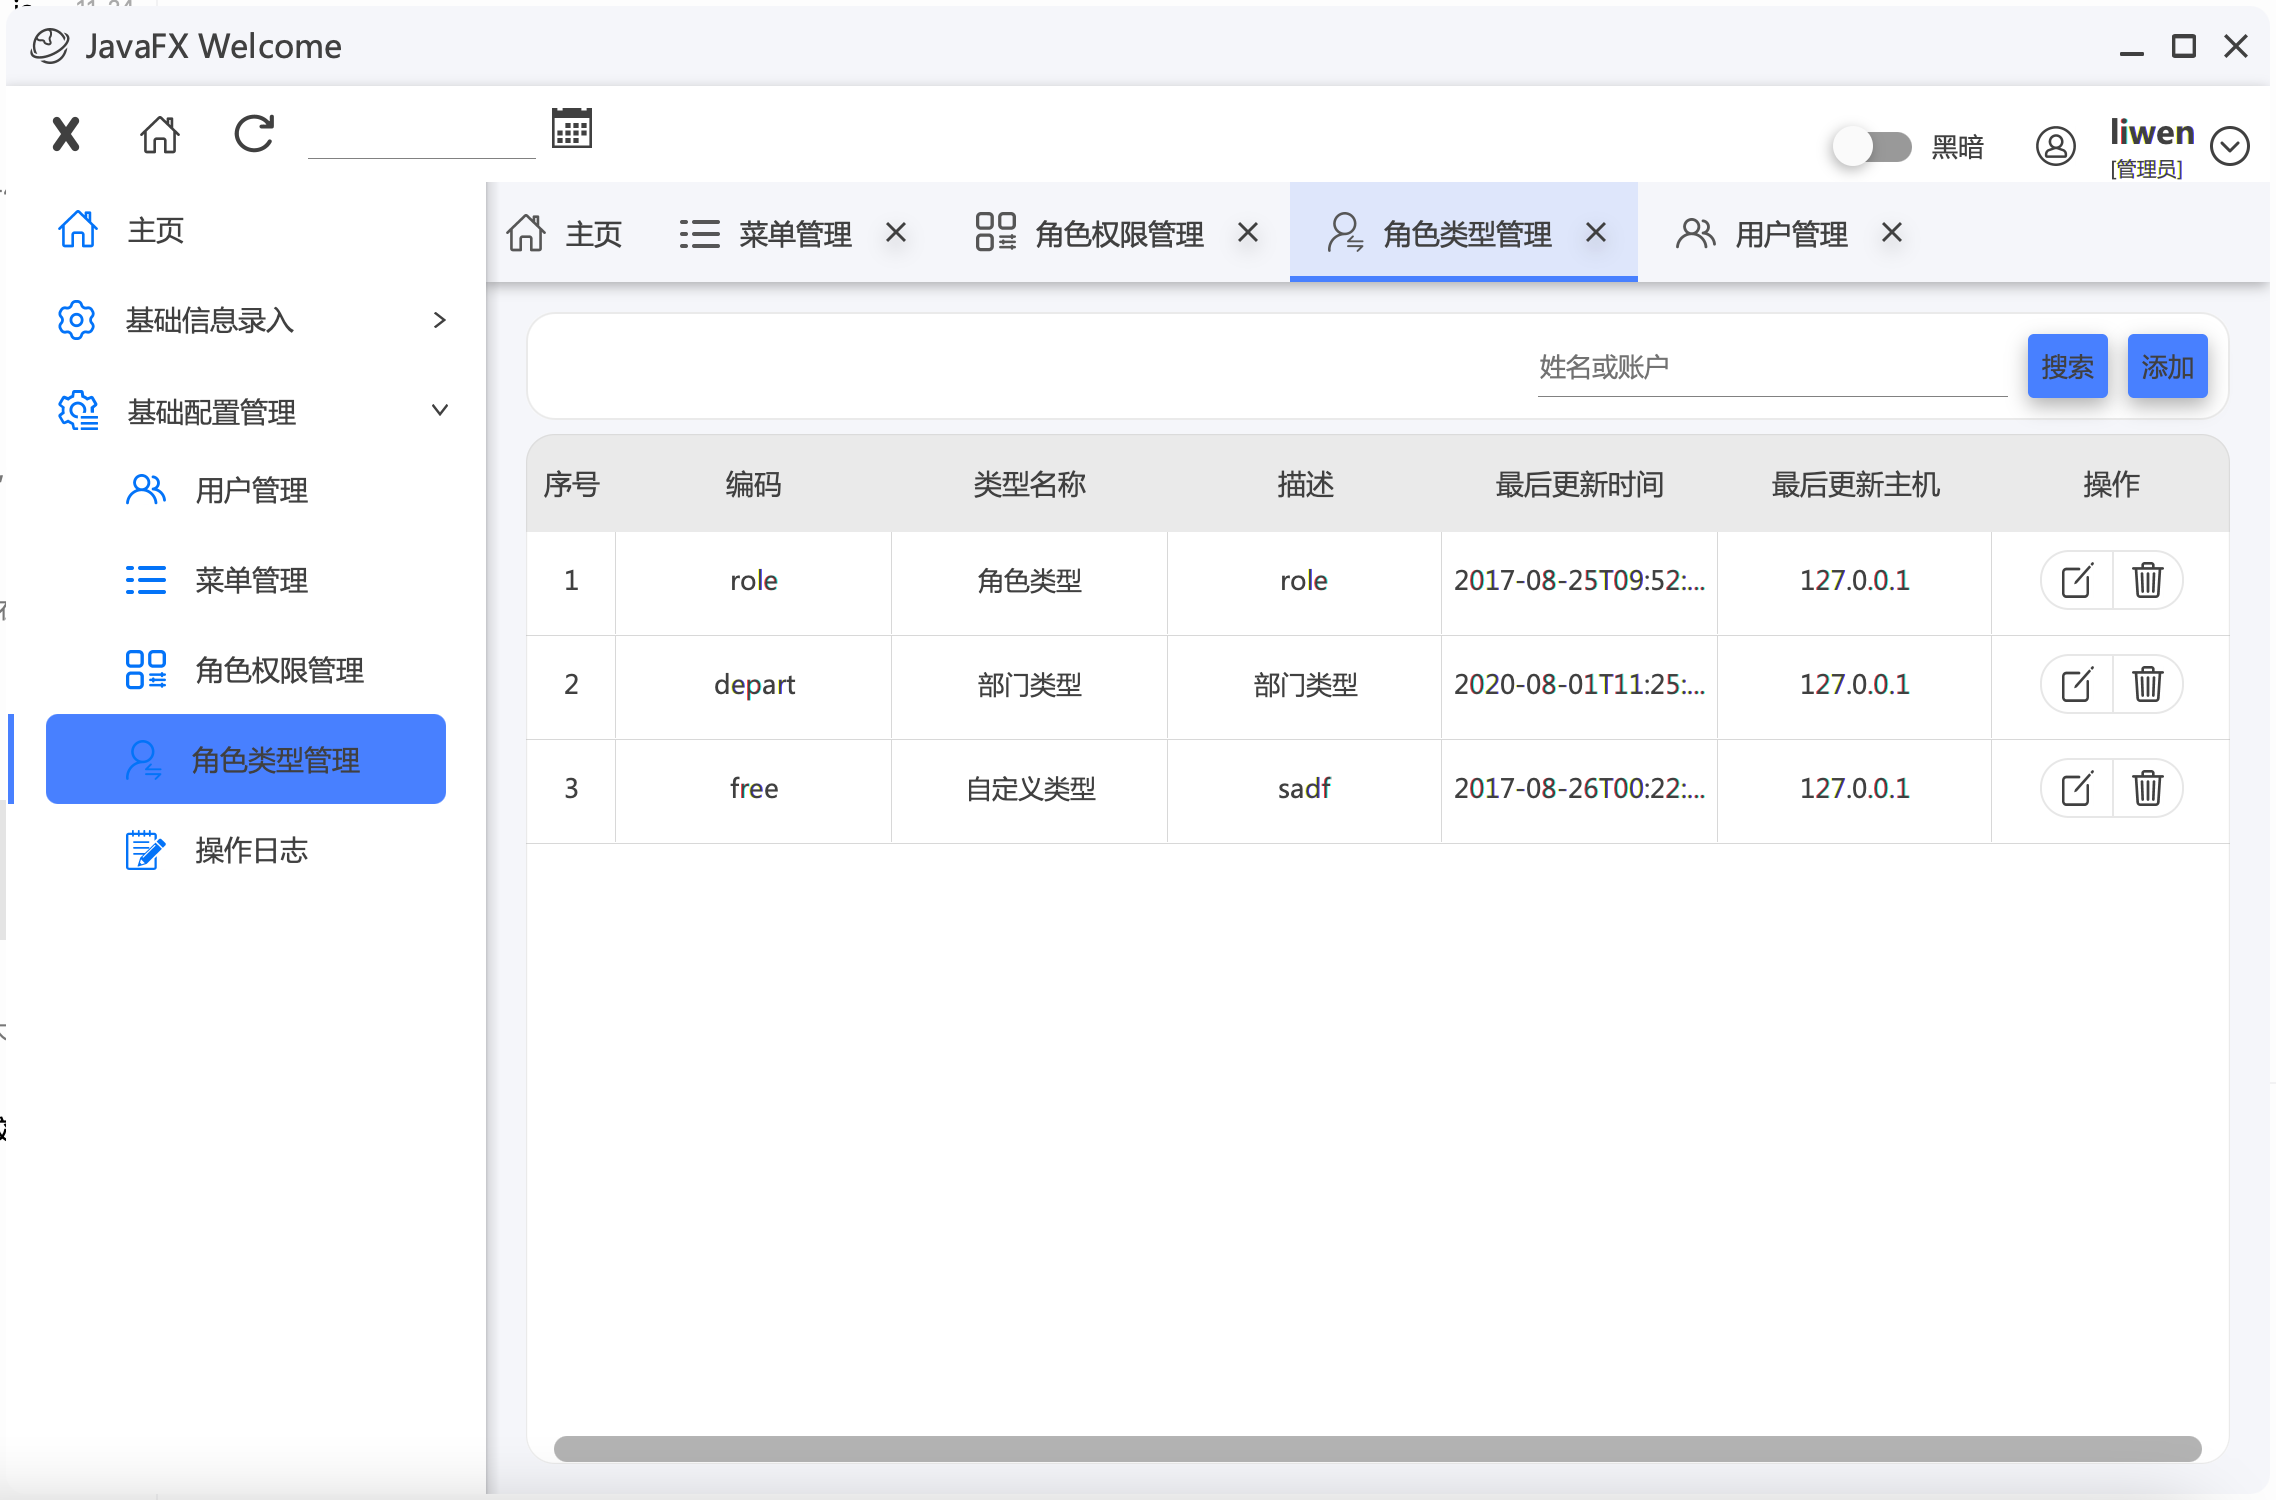 JavaFX Welcome
黑暗
liwen
[管理员]
主页
基础信息录入
基础配置管理
用户管理
菜单管理
角色权限管理
角色类型管理
操作日志
主页 菜单管理 角色权限管理 角色类型管理 用户管理
姓名或账户 搜索 添加
序号 编码 类型名称 描述 最后更新时间 最后更新主机 操作
1 role 角色类型 role 2017-08-25T09:52:... 127.0.0.1
2 depart 部门类型 部门类型 2020-08-01T11:25:... 127.0.0.1
3 free 自定义类型 sadf 2017-08-26T00:22:... 127.0.0.1